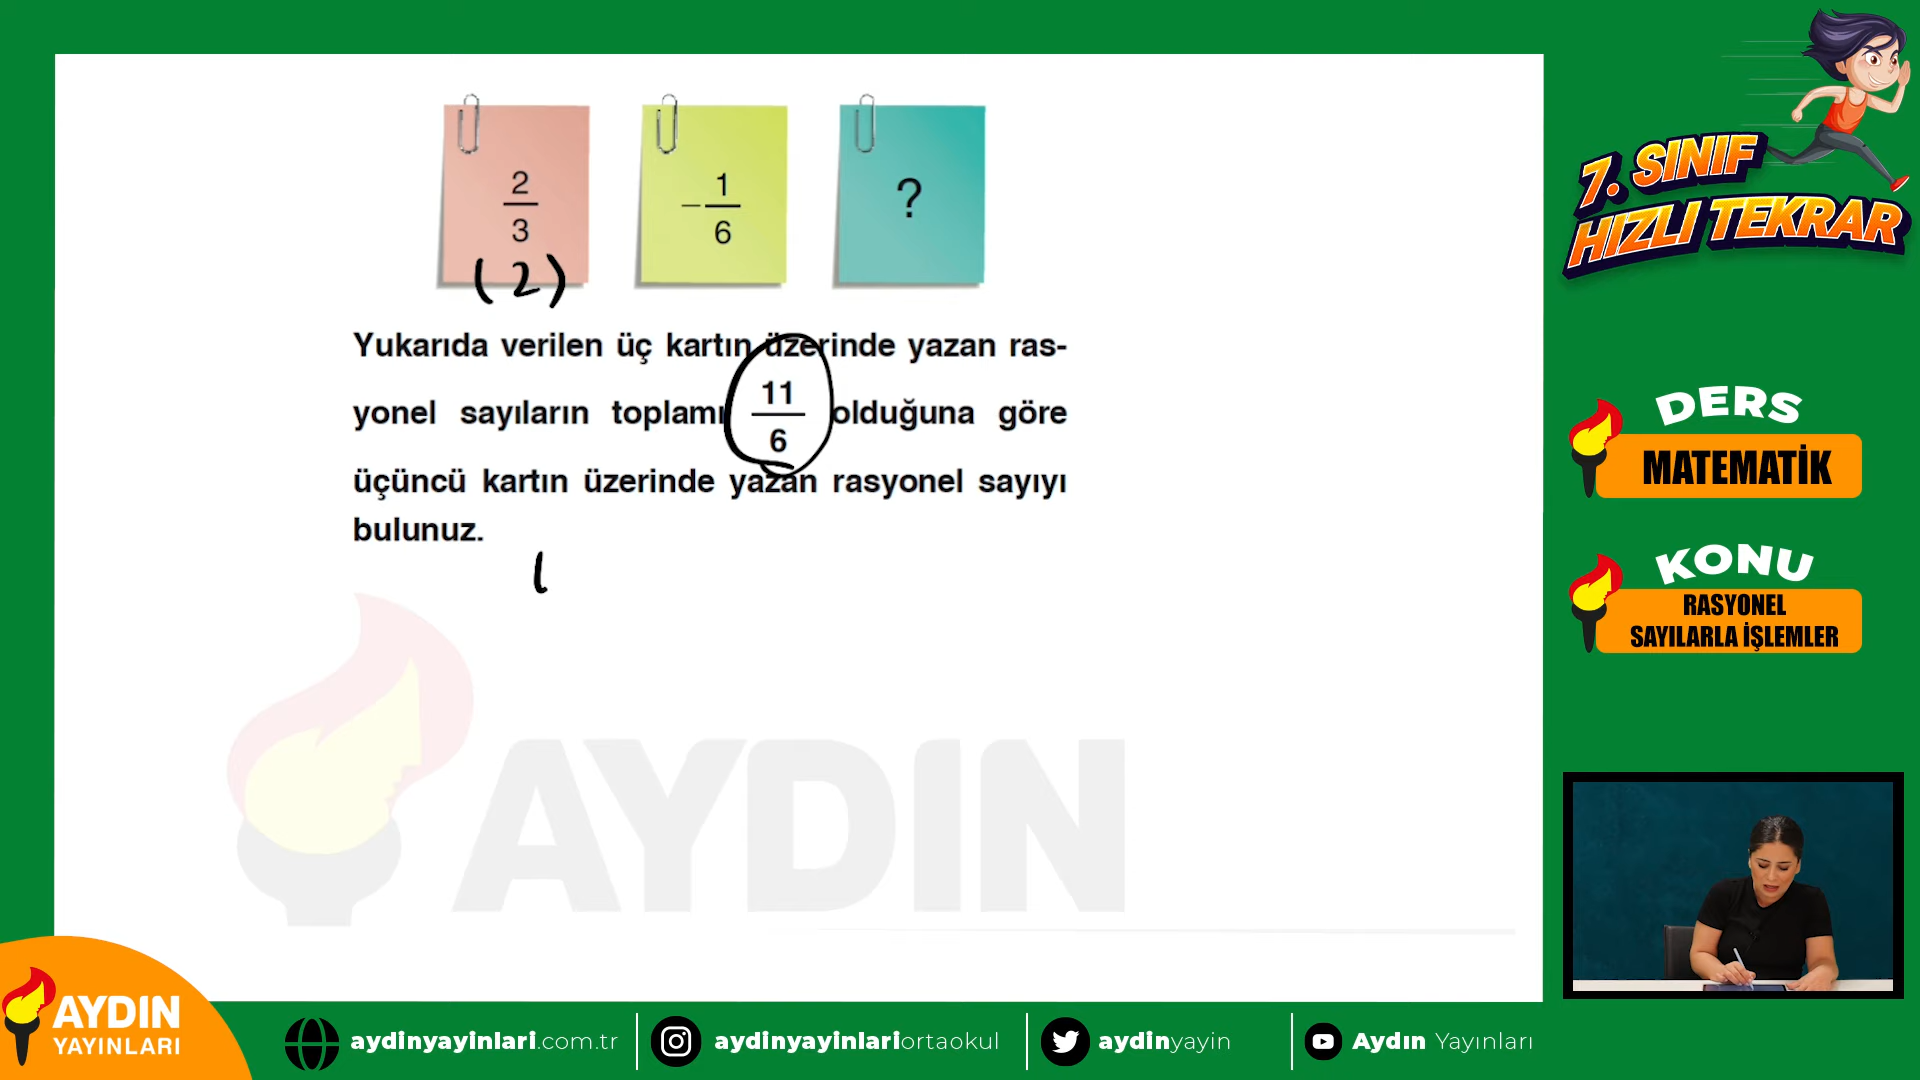 2/3
-1/6
?
(2)
Yukarıda verilen üç kartın üzerinde yazan ras-
yonel sayıların toplamı 11/6 olduğuna göre
üçüncü kartın üzerinde yazan rasyonel sayıyı
bulunuz.
AYDIN
7. SINIF
HIZLI TEKRAR
DERS
MATEMATİK
KONU
RASYONEL
SAYILARLA İŞLEMLER
AYDIN
YAYINLARI
aydinyayinlari.com.tr
aydinyayinlariortaokul
aydinyayin
Aydın Yayınları